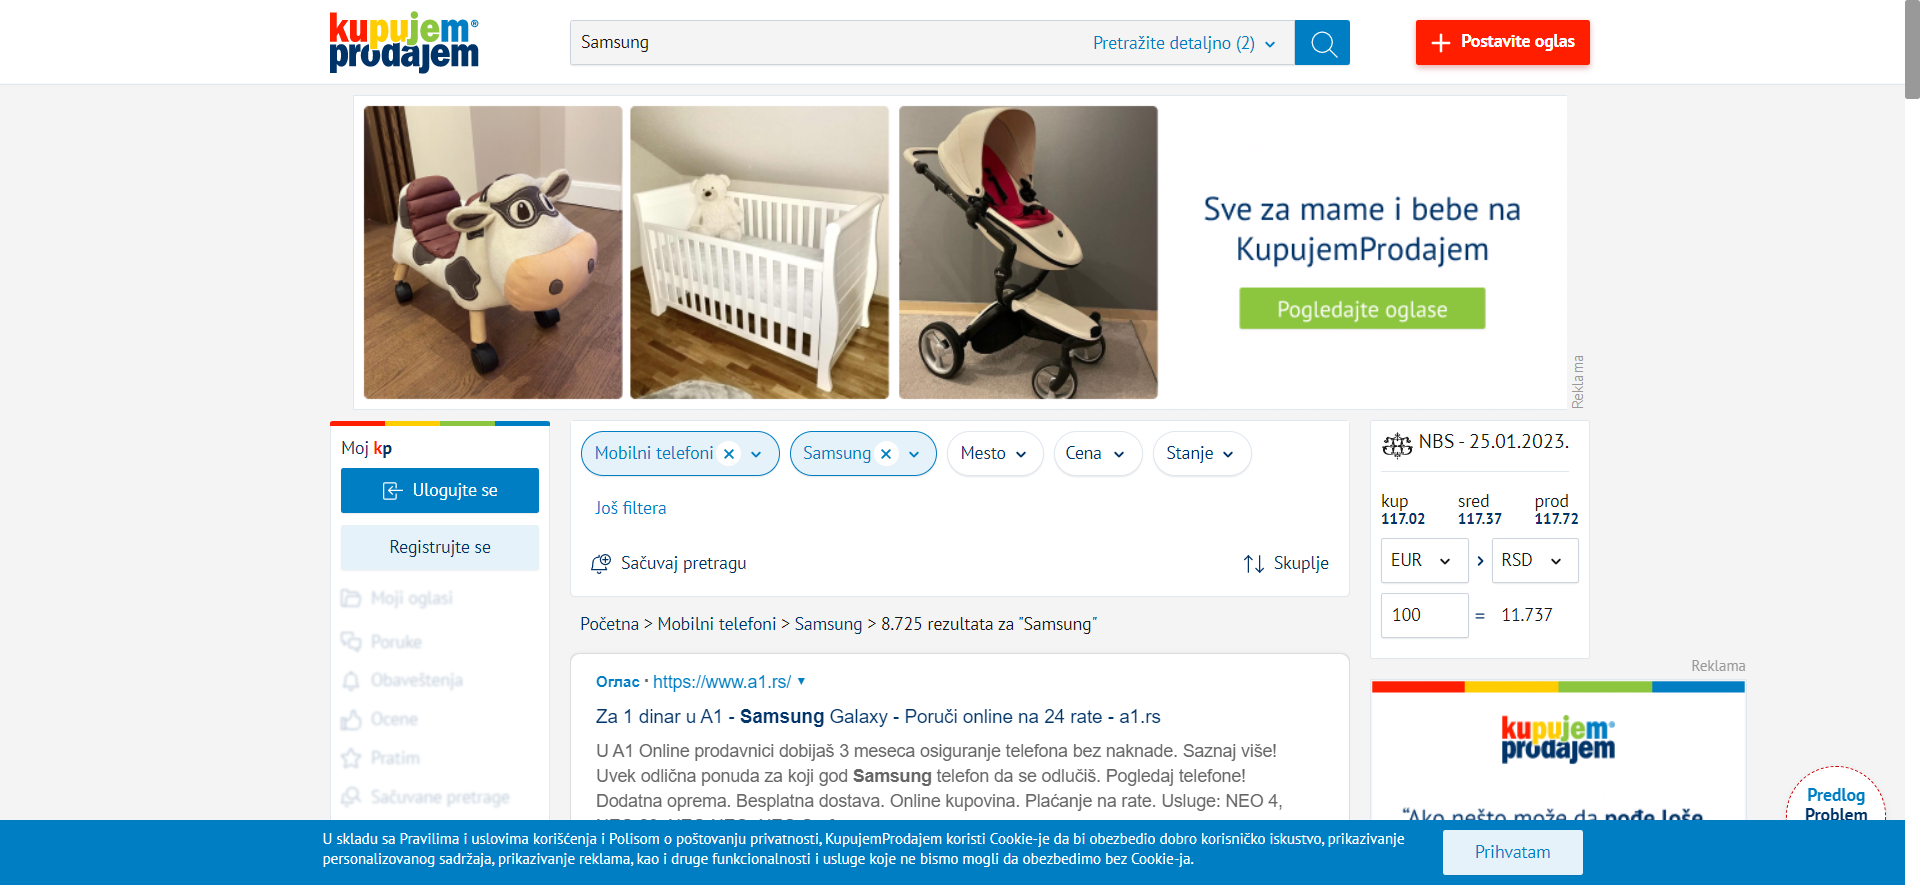 kupujem®
prodajem
Samsung
Pretražite detaljno (2)
Postavite oglas
Sve za mame i bebe na
KupujemProdajem
Pogledajte oglase
Reklama
Moj kp
Ulogujte se
Registrujte se
Moji oglasi
Poruke
Obaveštenja
Ocene
Pratim
Sačuvane pretrage
Mobilni telefoni
Samsung
Mesto
Cena
Stanje
Još filtera
Sačuvaj pretragu
Skuplje
Početna > Mobilni telefoni > Samsung > 8.725 rezultata za "Samsung"
Оглас · https://www.a1.rs/
Za 1 dinar u A1 - Samsung Galaxy - Poruči online na 24 rate - a1.rs
U A1 Online prodavnici dobijaš 3 meseca osiguranje telefona bez naknade. Saznaj više!
Uvek odlična ponuda za koji god Samsung telefon da se odlučiš. Pogledaj telefone!
Dodatna oprema. Besplatna dostava. Online kupovina. Plaćanje na rate. Usluge: NEO 4,
NBS - 25.01.2023.
kup sred prod
117.02 117.37 117.72
EUR > RSD
100 = 11.737
Reklama
kupujem®
prodajem
“Ako nešto može da pođe loše
Predlog
Problem
U skladu sa Pravilima i uslovima korišćenja i Polisom o poštovanju privatnosti, KupujemProdajem koristi Cookie-je da bi obezbedio dobro korisničko iskustvo, prikazivanje
personalizovanog sadržaja, prikazivanje reklama, kao i druge funkcionalnosti i usluge koje ne bismo mogli da obezbedimo bez Cookie-ja.
Prihvatam